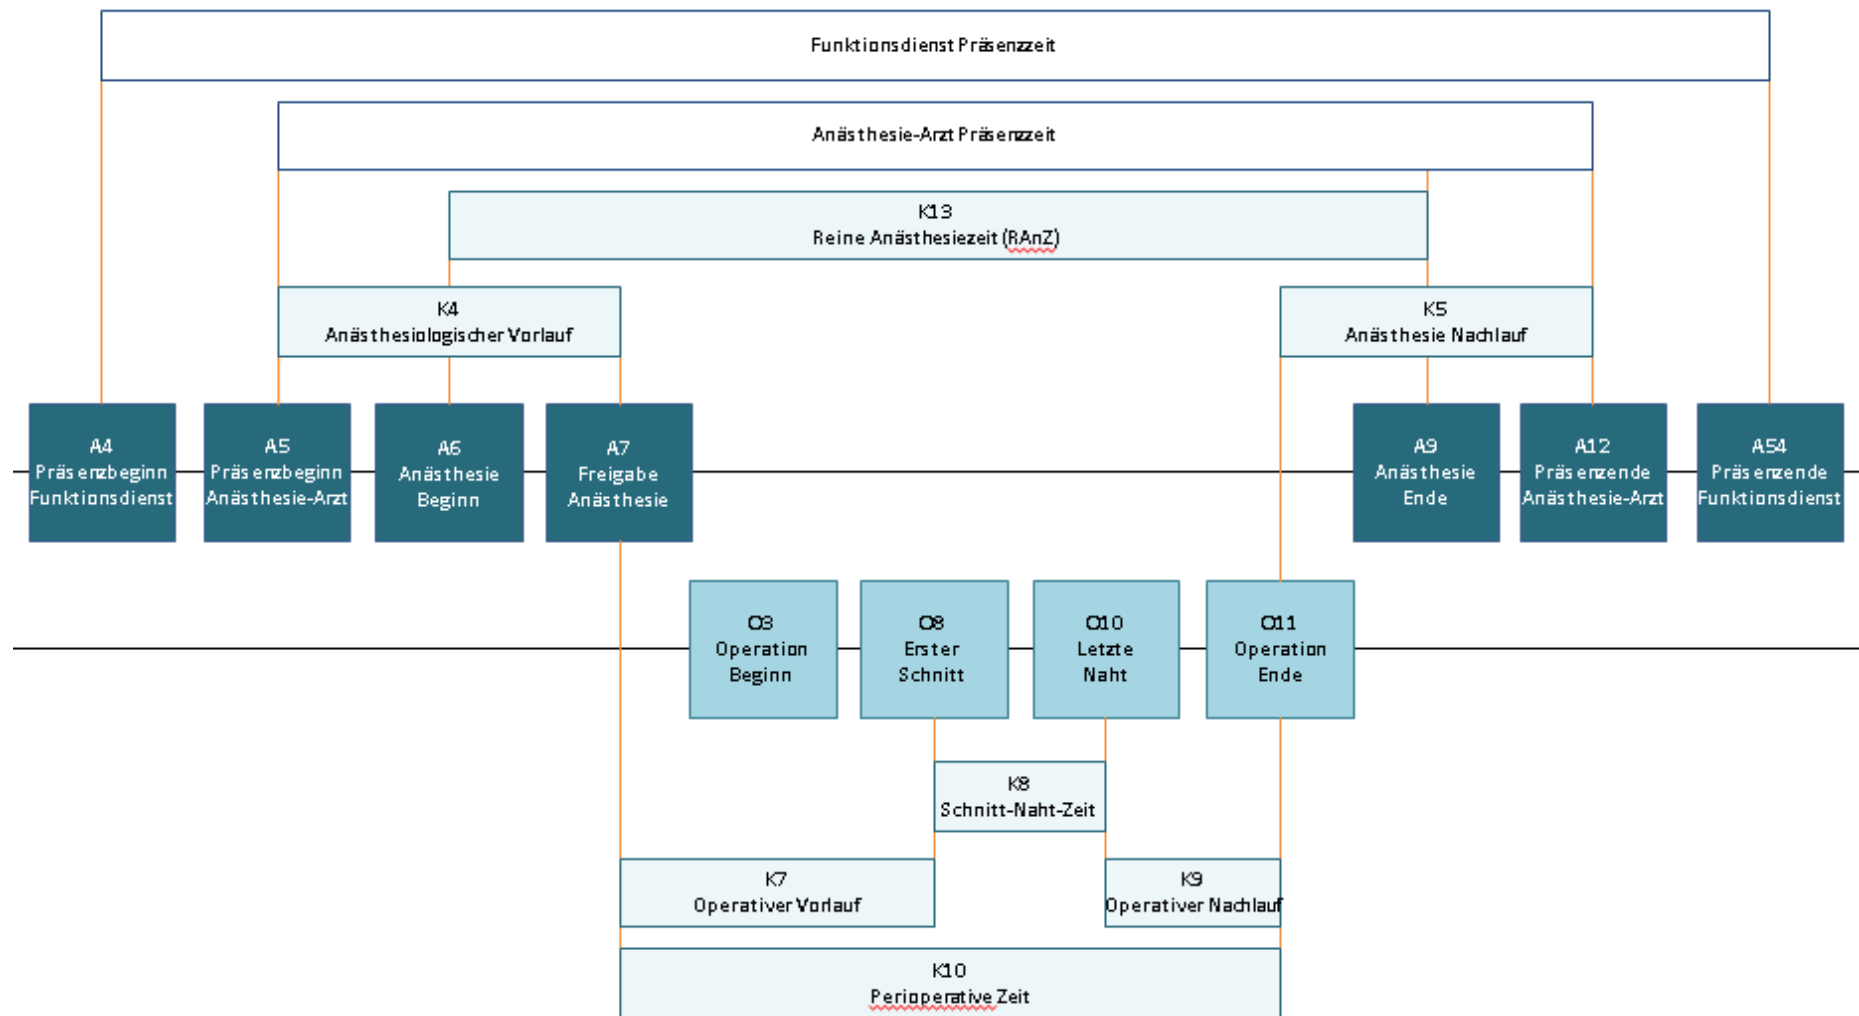 Funktionsdienst Präsenzzeit
Anästhesie-Arzt Präsenzzeit
K13
Reine Anästhesiezeit (RAnZ)
K4
Anästhesiologischer Vorlauf
K5
Anästhesie Nachlauf
A4
Präsenzbeginn
Funktionsdienst
A5
Präsenzbeginn
Anästhesie-Arzt
A6
Anästhesie
Beginn
A7
Freigabe
Anästhesie
A9
Anästhesie
Ende
A12
Präsenzende
Anästhesie-Arzt
A54
Präsenzende
Funktionsdienst
O3
Operation
Beginn
O8
Erster
Schnitt
O10
Letzte
Naht
O11
Operation
Ende
K8
Schnitt-Naht-Zeit
K7
Operativer Vorlauf
K9
Operativer Nachlauf
K10
Perioperative Zeit